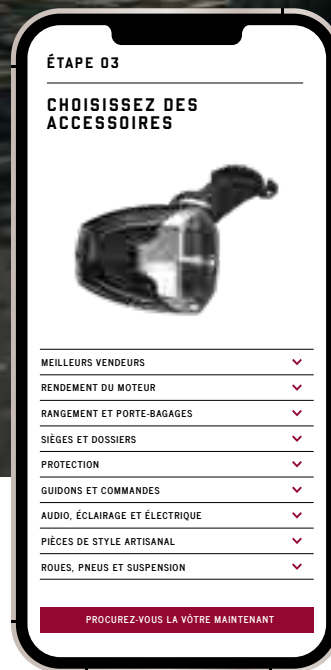 ÉTAPE 03
CHOISISSEZ DES
ACCESSOIRES
MEILLEURS VENDEURS
RENDEMENT DU MOTEUR
RANGEMENT ET PORTE-BAGAGES
SIÈGES ET DOSSIERS
PROTECTION
GUIDONS ET COMMANDES
AUDIO, ÉCLAIRAGE ET ÉLECTRIQUE
PIÈCES DE STYLE ARTISANAL
ROUES, PNEUS ET SUSPENSION
PROCUREZ-VOUS LA VÔTRE MAINTENANT